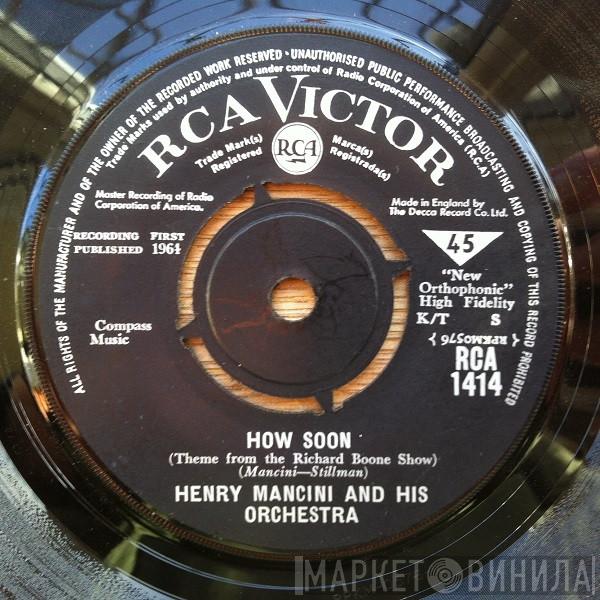 ALL RIGHTS OF THE MANUFACTURER AND OF THE OWNER OF THE RECORDED WORK RESERVED · UNAUTHORISED PUBLIC PERFORMANCE BROADCASTING AND COPYING OF THIS RECORD PROHIBITED
Trade Marks used by authority and under control of Radio Corporation of America (RCA)
RCA VICTOR
Trade Mark(s)
Registered
RCA
Marca(s)
Registrada(s)
Master Recording of Radio
Corporation of America.
Made in England by
The Decca Record Co. Ltd.
RECORDING FIRST
PUBLISHED 1964
45
"New
Orthophonic"
High Fidelity
K/T S
Compass
Music
RCA
1414
HOW SOON
(Theme from the Richard Boone Show)
(Mancini—Stillman)
HENRY MANCINI AND HIS
ORCHESTRA
МАРКЕТ ВИНИЛА